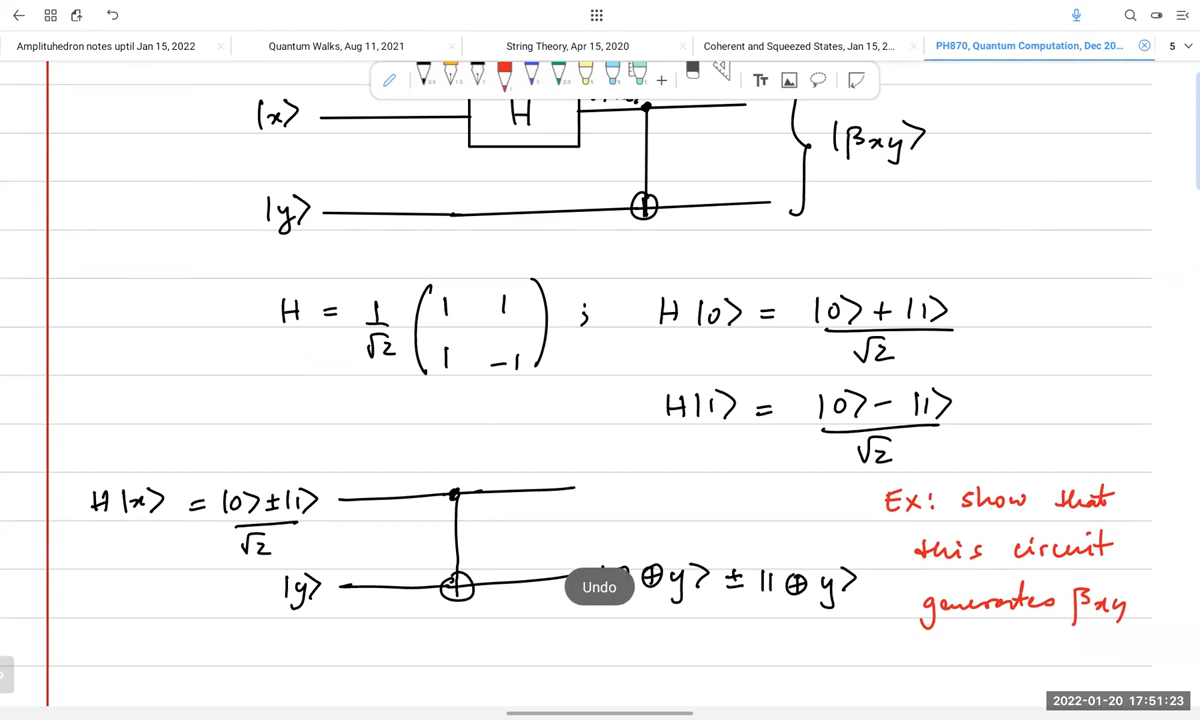 Amplituhedron notes uptil Jan 15, 2022
Quantum Walks, Aug 11, 2021
String Theory, Apr 15, 2020
Coherent and Squeezed States, Jan 15, 2...
PH870, Quantum Computation, Dec 20...
5
Tт
|x> H
|βxy>
|y>
H = 1/√2 ( 1 1 ; 1 -1 ) ; H |0> = |0> + |1> / √2
H|1> = |0> - |1> / √2
H |x> = |0> ± |1> / √2
|y>
⊕ y> ± |1 ⊕ y>
Ex: show that
this circuit
generates βxy
Undo
2022-01-20 17:51:23